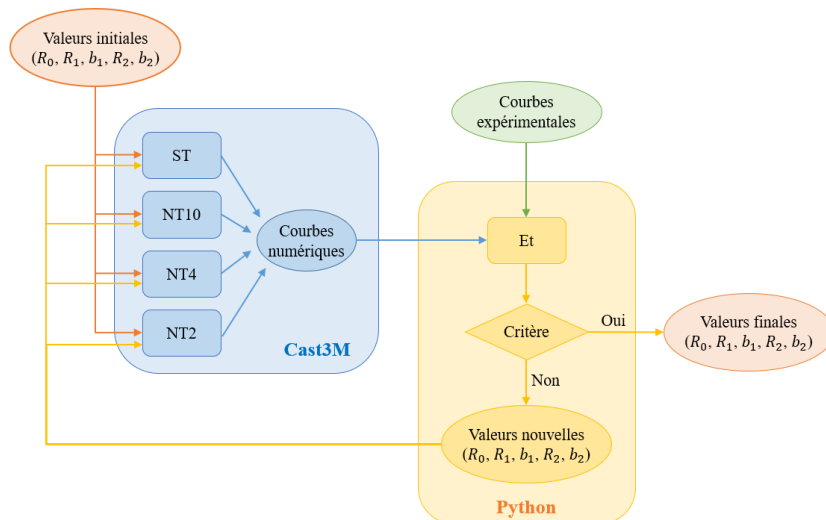 Valeurs initiales
(R₀, R₁, b₁, R₂, b₂)
Courbes
expérimentales
ST
NT10
NT4
NT2
Courbes
numériques
Cast3M
Et
Critère
Oui
Non
Valeurs finales
(R₀, R₁, b₁, R₂, b₂)
Valeurs nouvelles
(R₀, R₁, b₁, R₂, b₂)
Python